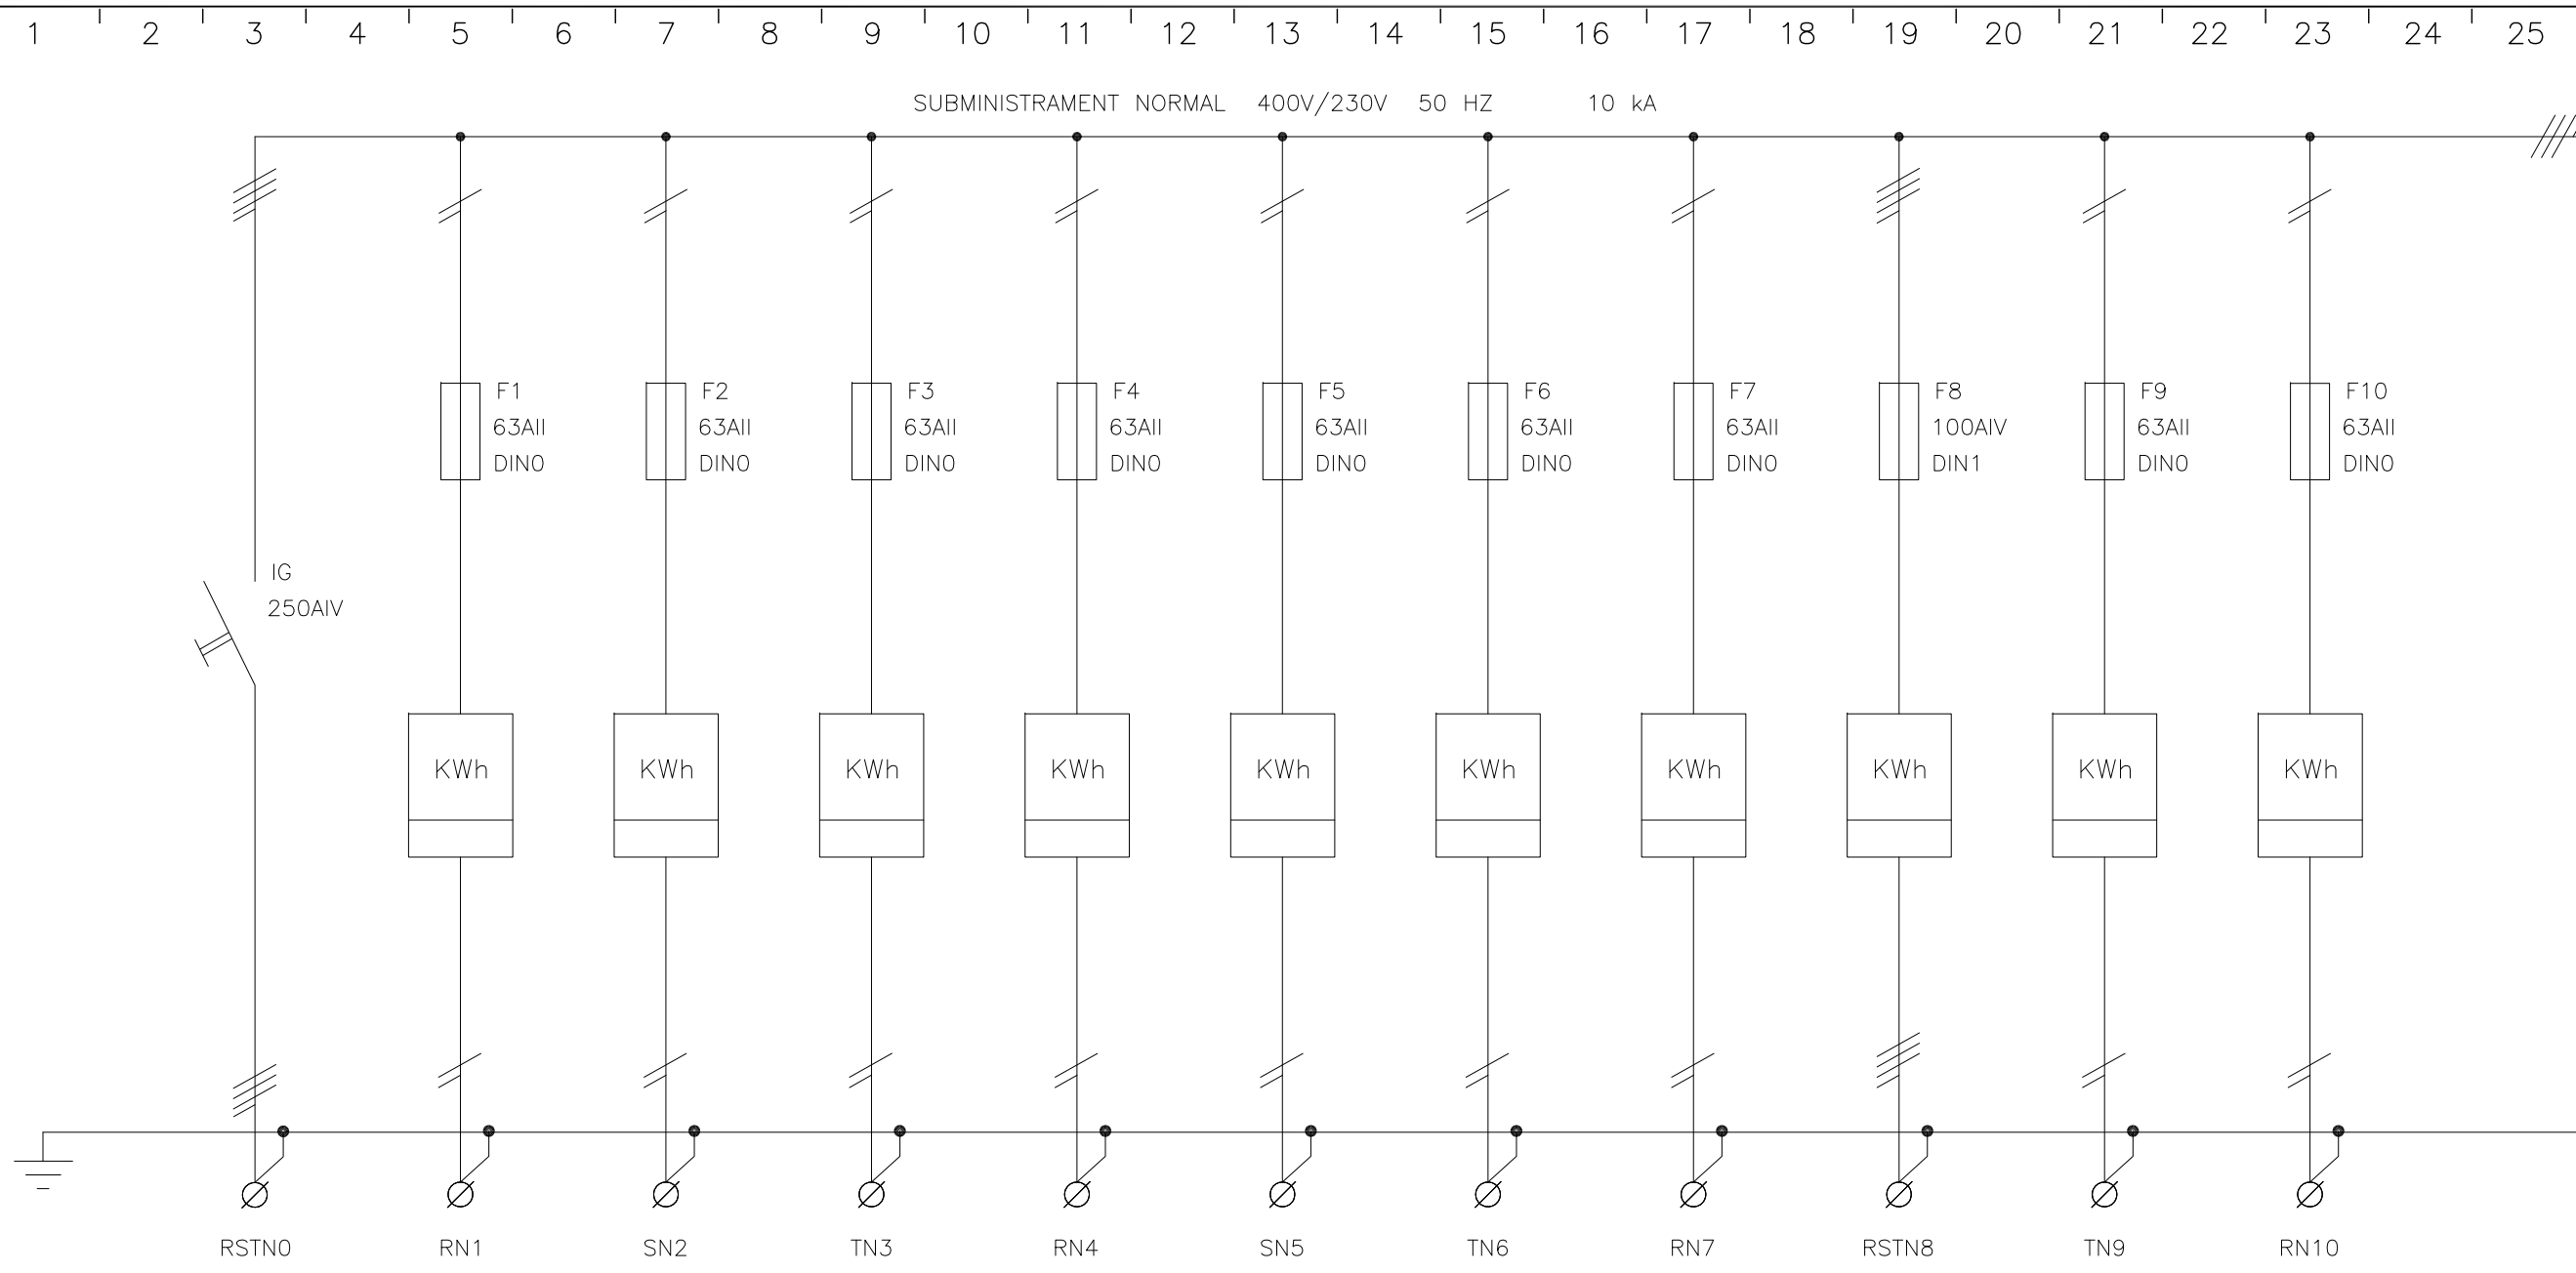 1 2 3 4 5 6 7 8 9 10 11 12 13 14 15 16 17 18 19 20 21 22 23 24 25
SUBMINISTRAMENT NORMAL 400V/230V 50 HZ 10 kA
F1 F2 F3 F4 F5 F6 F7 F8 F9 F10
63AII 63AII 63AII 63AII 63AII 63AII 63AII 100AIV 63AII 63AII
DIN0 DIN0 DIN0 DIN0 DIN0 DIN0 DIN0 DIN1 DIN0 DIN0
IG
250AIV
KWh KWh KWh KWh KWh KWh KWh KWh KWh KWh
RSTN0 RN1 SN2 TN3 RN4 SN5 TN6 RN7 RSTN8 TN9 RN10